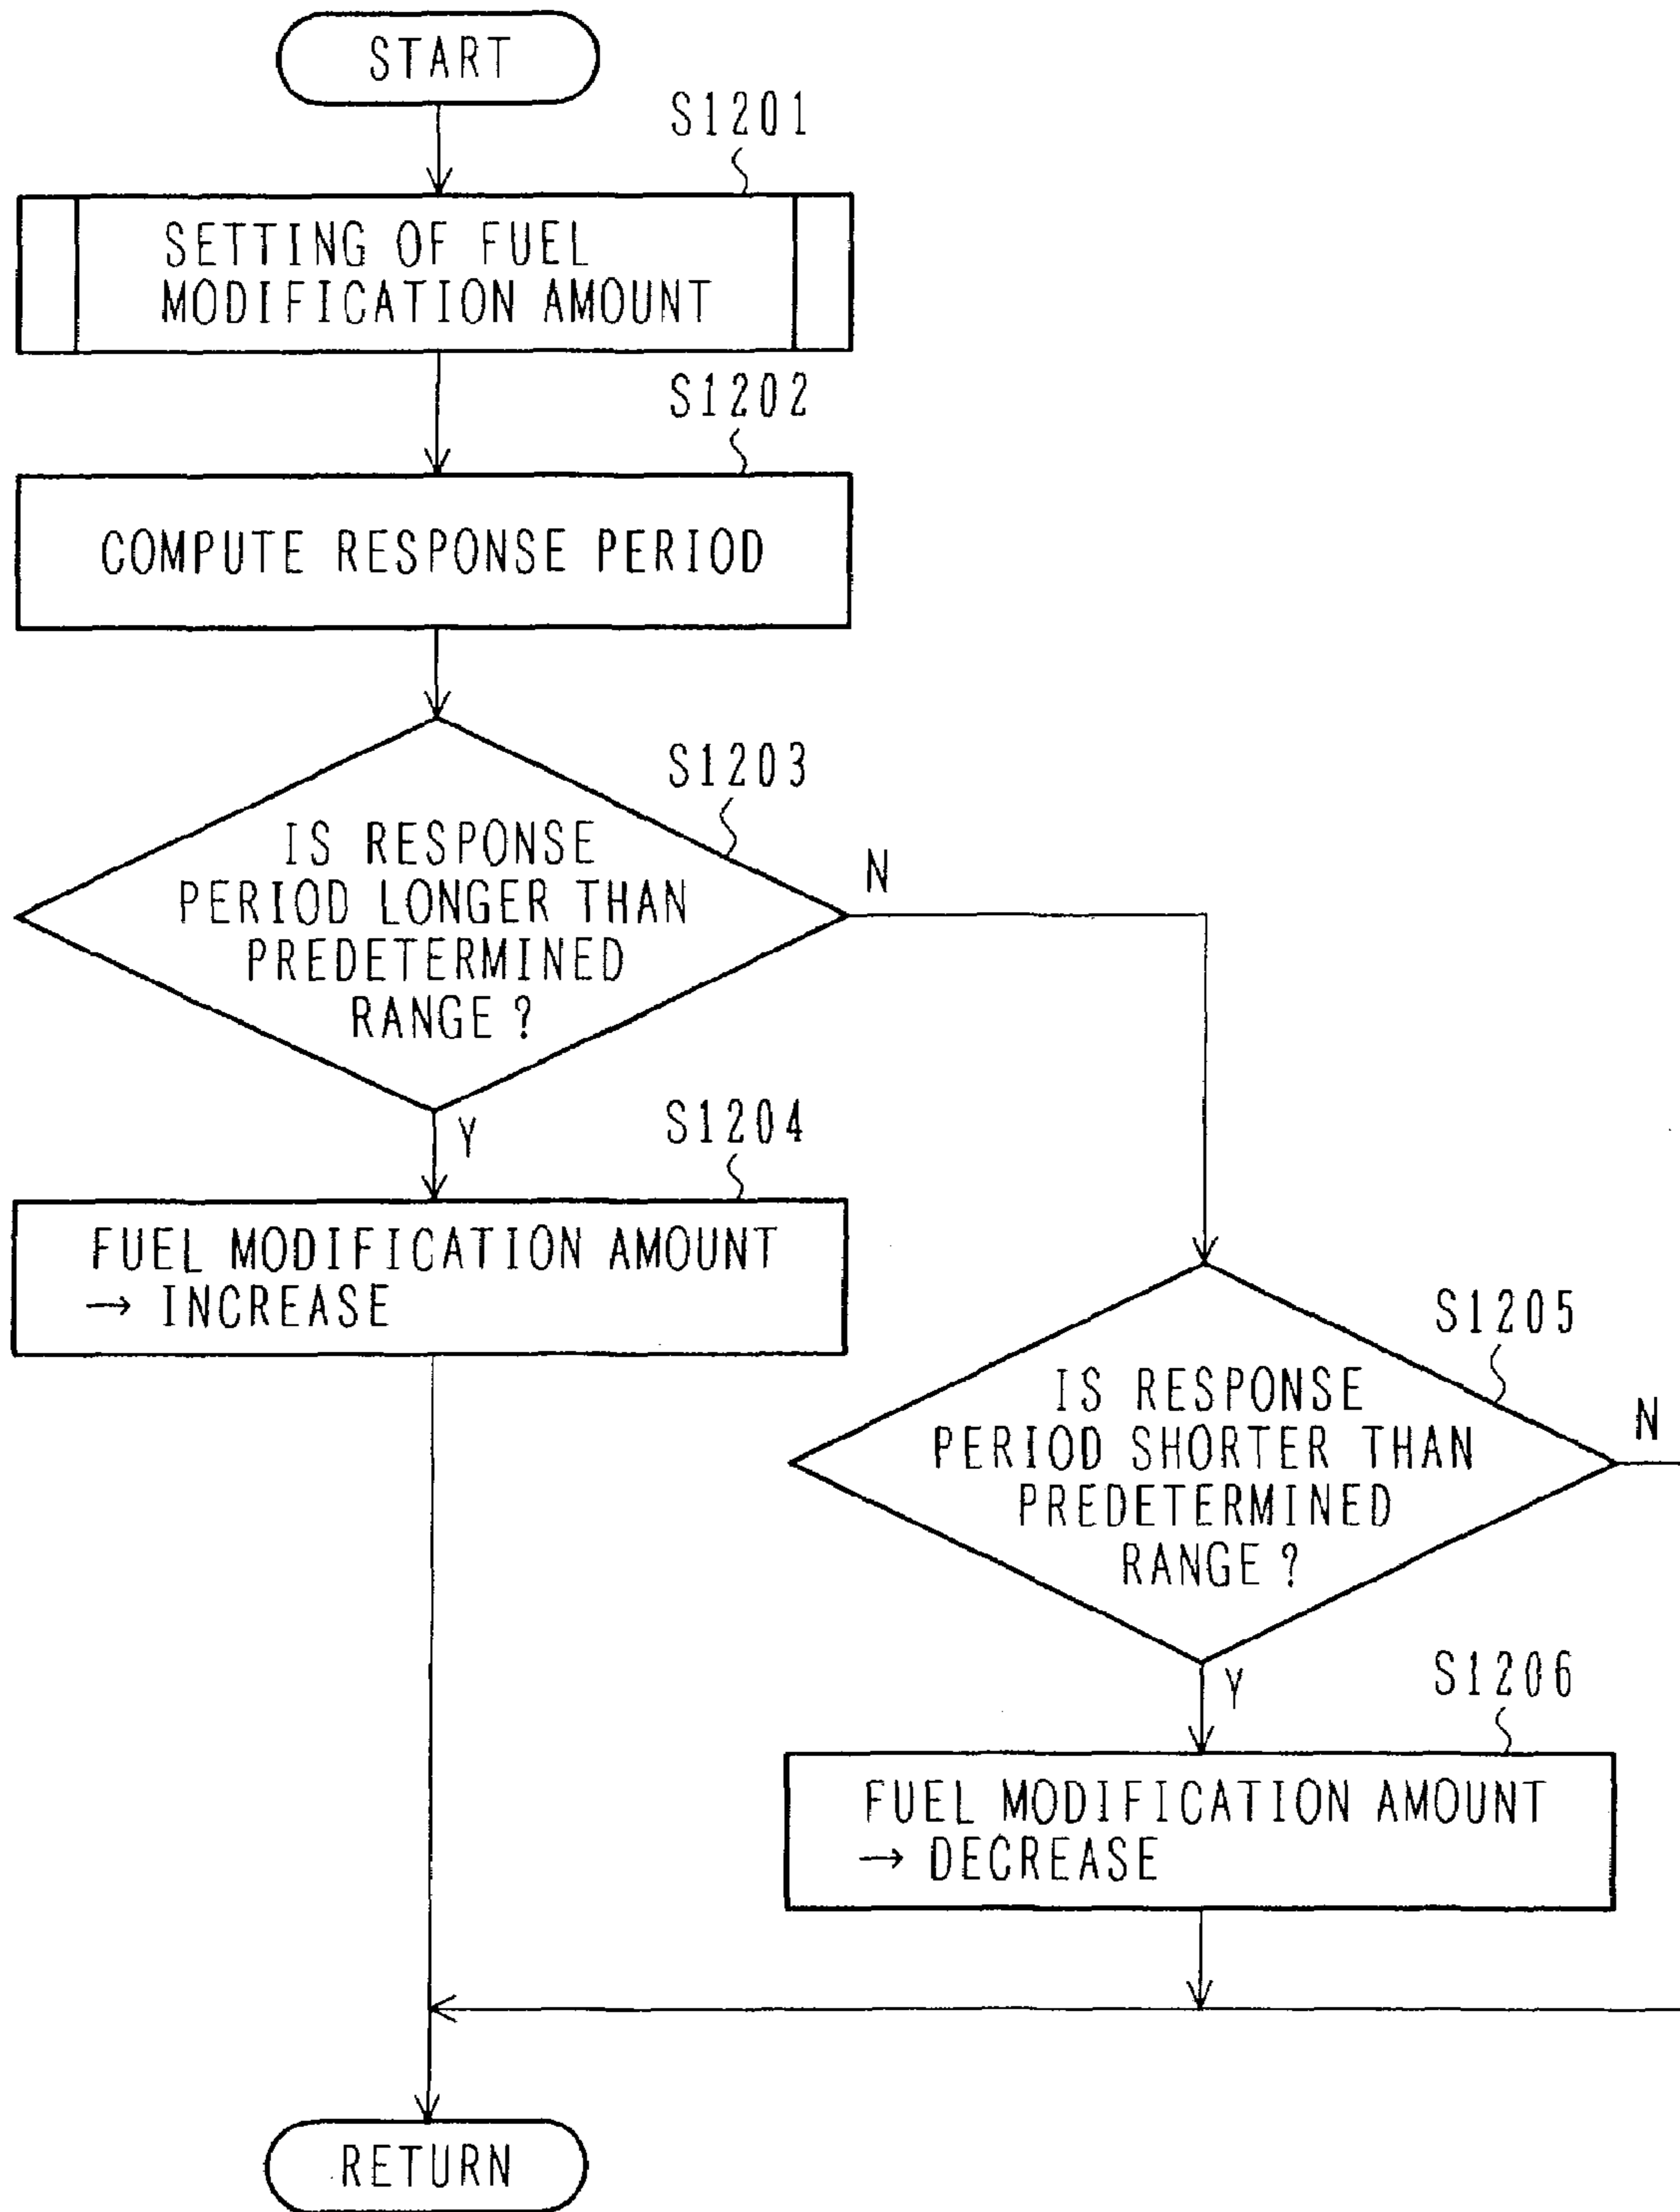 START
S1201
SETTING OF FUEL
MODIFICATION AMOUNT
S1202
COMPUTE RESPONSE PERIOD
S1203
IS RESPONSE
PERIOD LONGER THAN
PREDETERMINED
RANGE?
N
Y
S1204
FUEL MODIFICATION AMOUNT
→ INCREASE
S1205
IS RESPONSE
PERIOD SHORTER THAN
PREDETERMINED
RANGE?
N
Y
S1206
FUEL MODIFICATION AMOUNT
→ DECREASE
RETURN